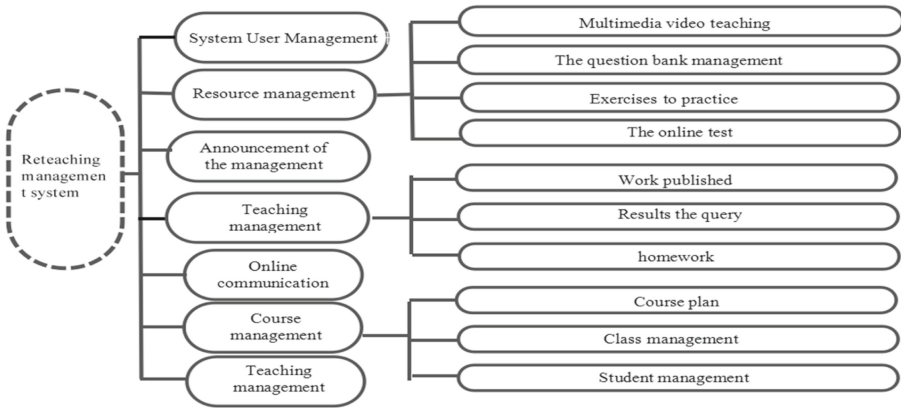 Reteaching
managemen
t system
System User Management
Resource management
Announcement of
the management
Teaching
management
Online
communication
Course
management
Teaching
management
Multimedia video teaching
The question bank management
Exercises to practice
The online test
Work published
Results the query
homework
Course plan
Class management
Student management